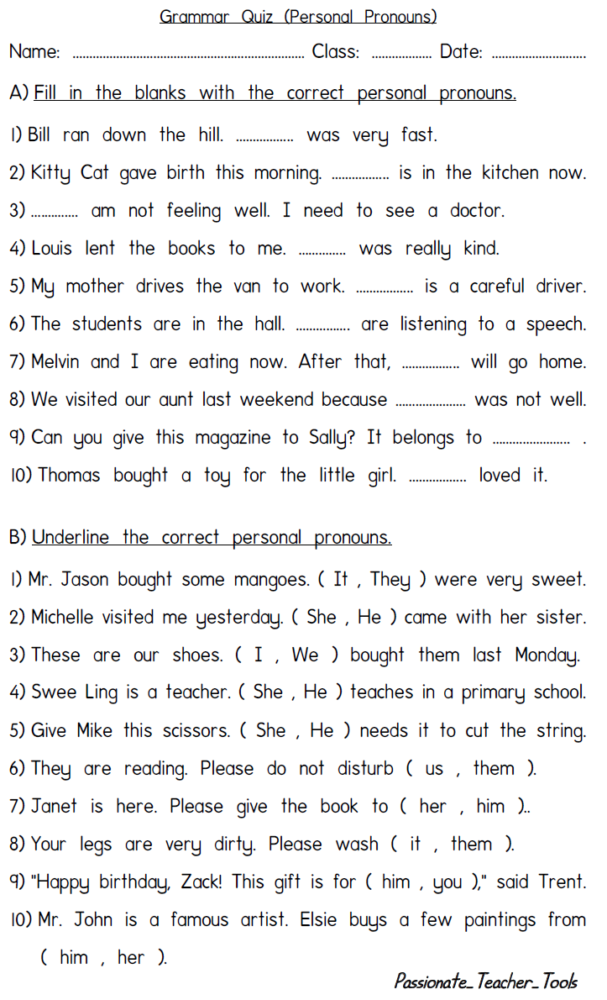 Grammar Quiz (Personal Pronouns)
Name: ..................................................................... Class: .................. Date: ............................
A) Fill in the blanks with the correct personal pronouns.
1) Bill ran down the hill. ................. was very fast.
2) Kitty Cat gave birth this morning. ................. is in the kitchen now.
3) .............. am not feeling well. I need to see a doctor.
4) Louis lent the books to me. .............. was really kind.
5) My mother drives the van to work. ................. is a careful driver.
6) The students are in the hall. ................ are listening to a speech.
7) Melvin and I are eating now. After that, ................. will go home.
8) We visited our aunt last weekend because ..................... was not well.
9) Can you give this magazine to Sally? It belongs to ....................... .
10) Thomas bought a toy for the little girl. ................. loved it.
B) Underline the correct personal pronouns.
1) Mr. Jason bought some mangoes. ( It , They ) were very sweet.
2) Michelle visited me yesterday. ( She , He ) came with her sister.
3) These are our shoes. ( I , We ) bought them last Monday.
4) Swee Ling is a teacher. ( She , He ) teaches in a primary school.
5) Give Mike this scissors. ( She , He ) needs it to cut the string.
6) They are reading. Please do not disturb ( us , them ).
7) Janet is here. Please give the book to ( her , him )..
8) Your legs are very dirty. Please wash ( it , them ).
9) "Happy birthday, Zack! This gift is for ( him , you )," said Trent.
10) Mr. John is a famous artist. Elsie buys a few paintings from
( him , her ).
Passionate_Teacher_Tools